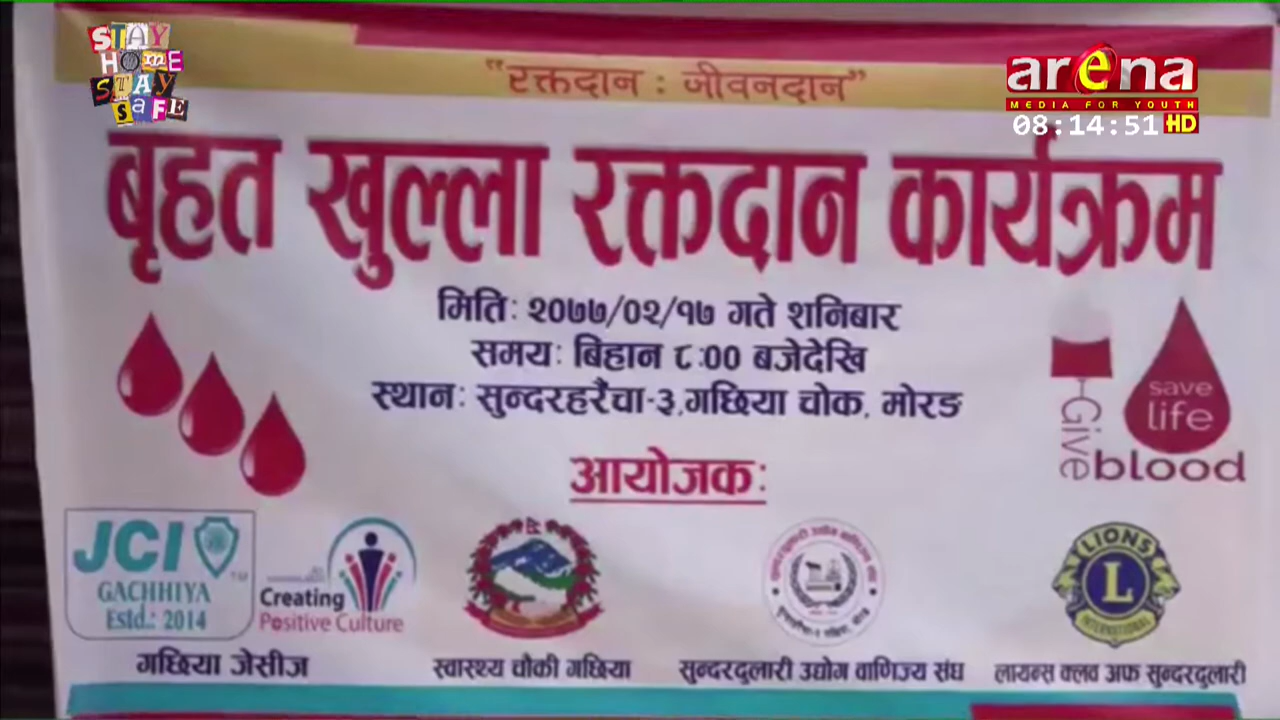 STAY
HOME
STAY
SAFE
arena
MEDIA FOR YOUTH
08:14:51 HD
"रक्तदान : जीवनदान"
बृहत खुल्ला रक्तदान कार्यक्रम
मिति: २०७७/०२/१७ गते शनिबार
समय: बिहान ८:00 बजेदेखि
स्थान: सुन्दरहरैंचा-३,गछिया चोक, मोरङ
save
life
Give
blood
आयोजक:
JCI
GACHHIYA
Estd.: 2014
TM
Creating
Positive Culture
LIONS
L
INTERNATIONAL
गछिया जेसीज
स्वास्थ्य चौकी गछिया
सुन्दरदुलारी उद्योग वाणिज्य संघ
लायन्स क्लव अफ सुन्दरदुलारी